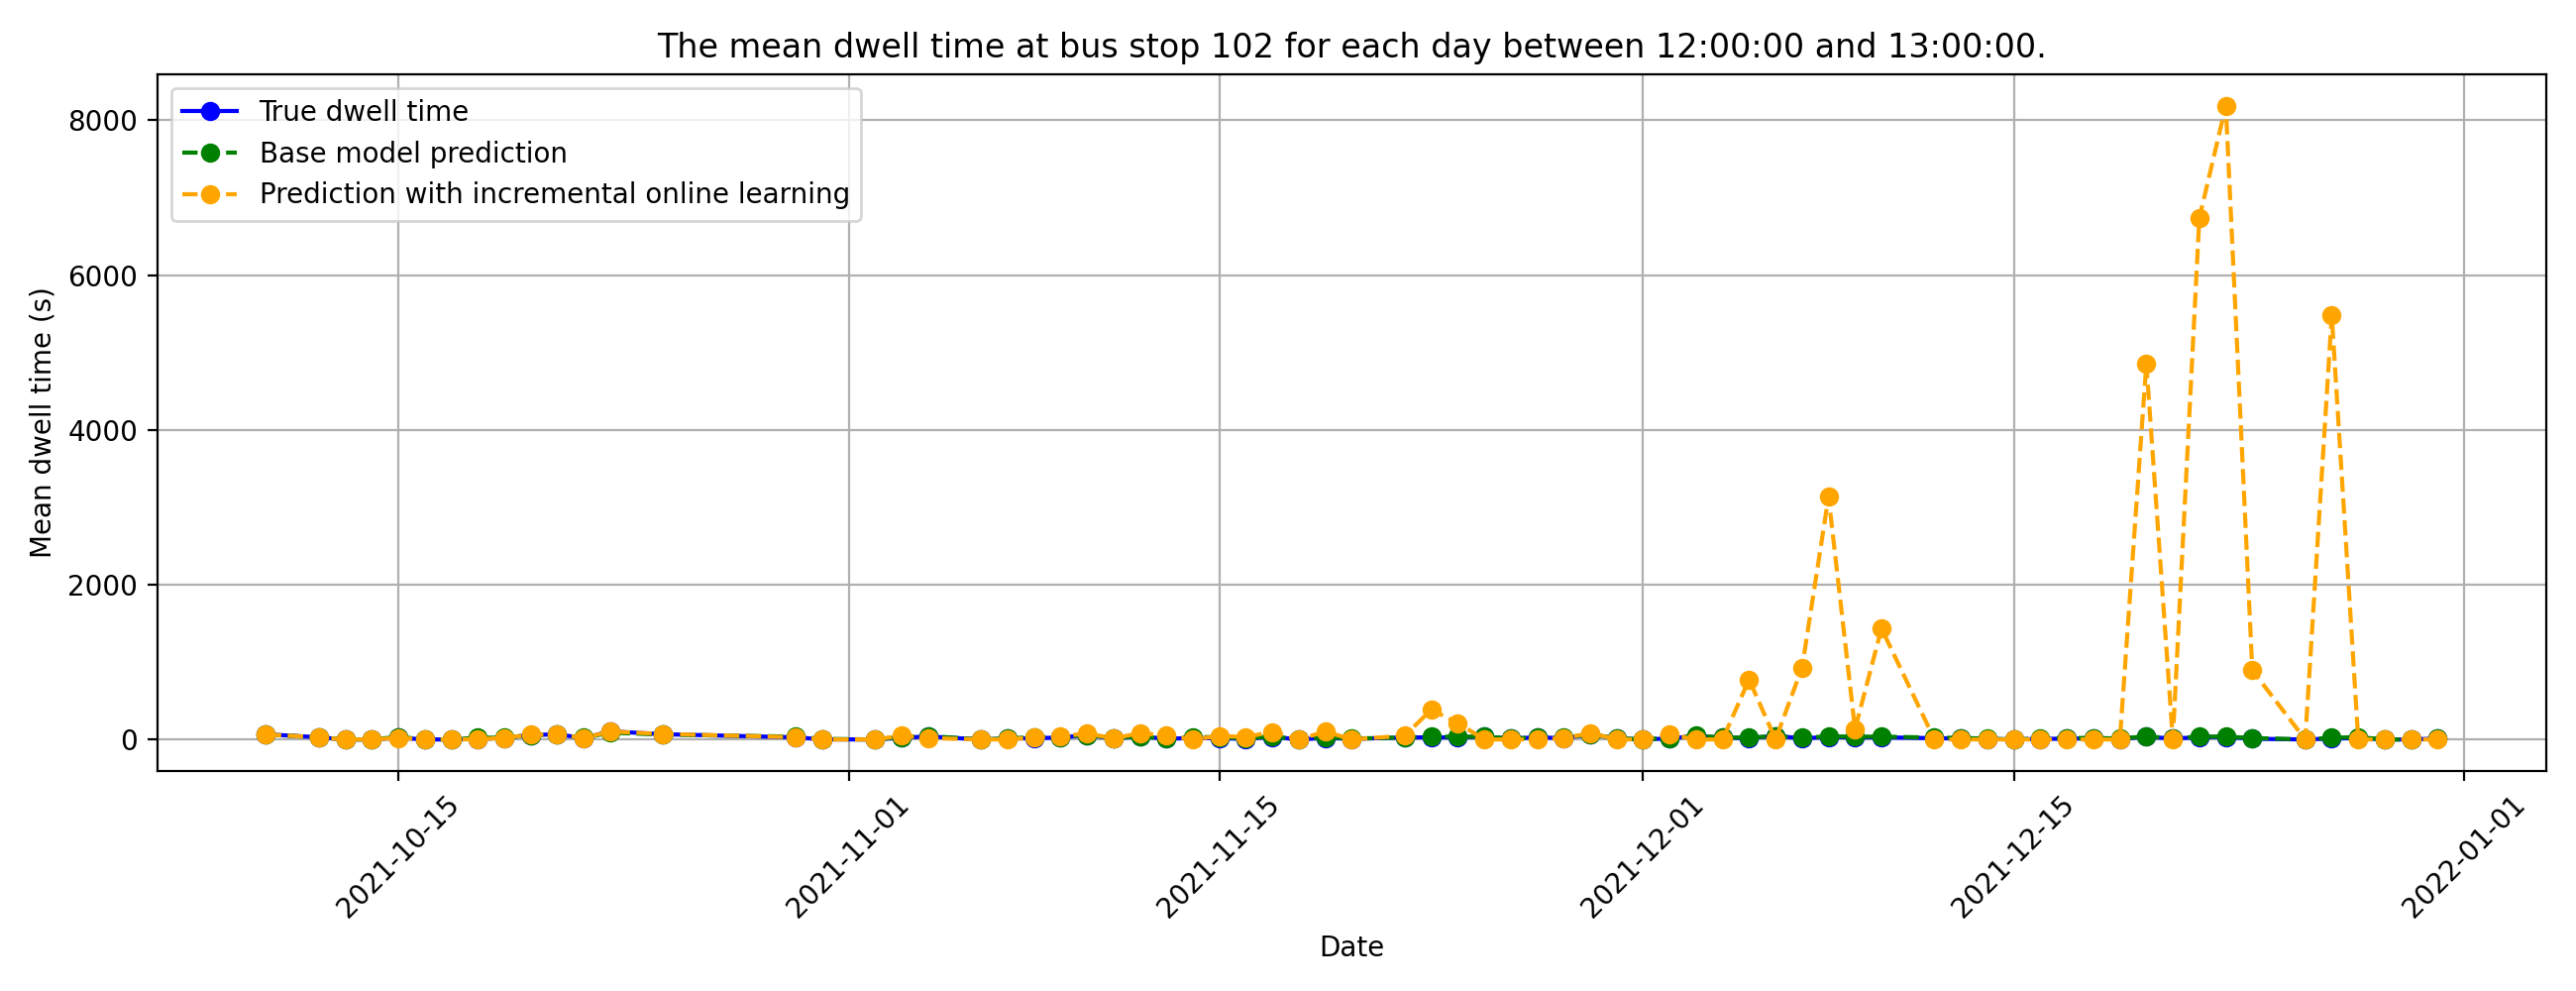 The mean dwell time at bus stop 102 for each day between 12:00:00 and 13:00:00.
True dwell time
Base model prediction
Prediction with incremental online learning
Mean dwell time (s)
8000
6000
4000
2000
0
2021-10-15
2021-11-01
2021-11-15
2021-12-01
2021-12-15
2022-01-01
Date